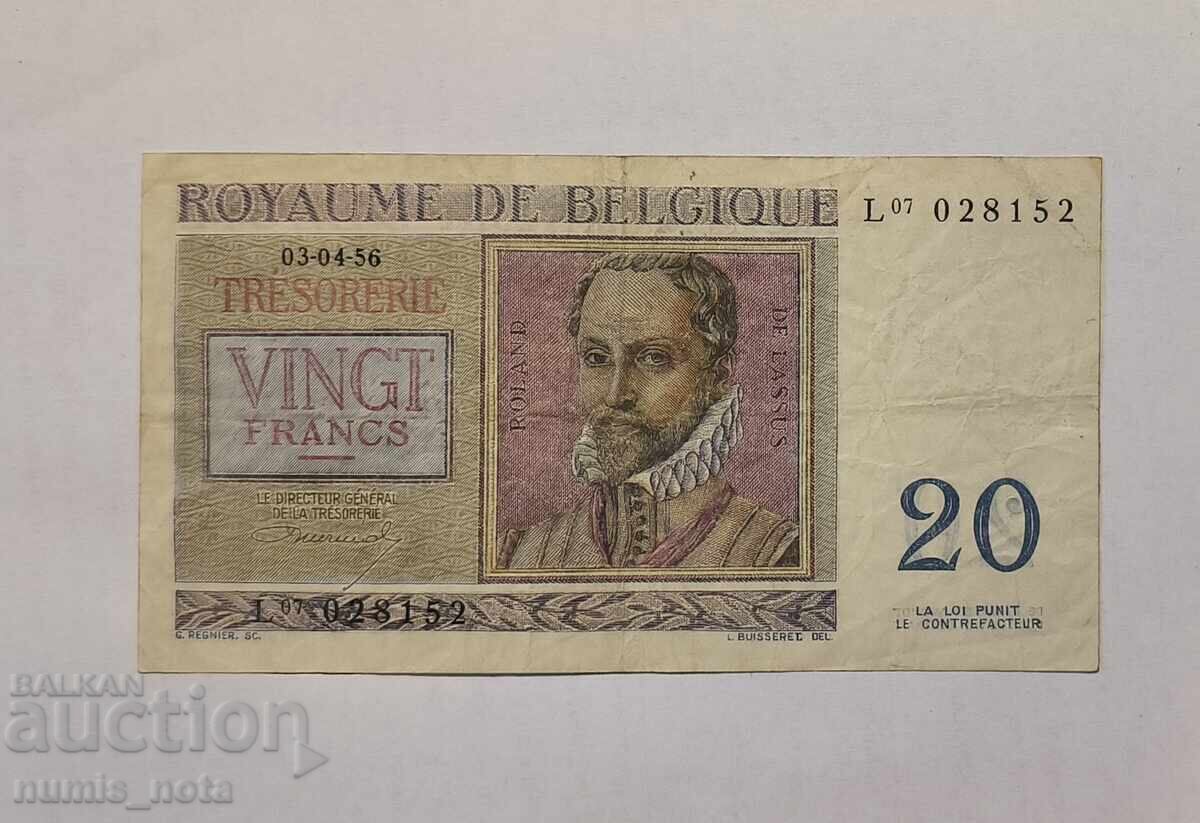 ROYAUME DE BELGIQUE
L07 028152
03-04-56
TRÉSORERIE
VINGT
FRANCS
LE DIRECTEUR GÉNÉRAL
DE LA TRÉSORERIE
ROLAND
DE LASSUS
20
L07 028152
LA LOI PUNIT
LE CONTREFACTEUR
G. REGNIER. SC.
L. BUISSERET. DEL.
BALKAN
auction
numis_nota